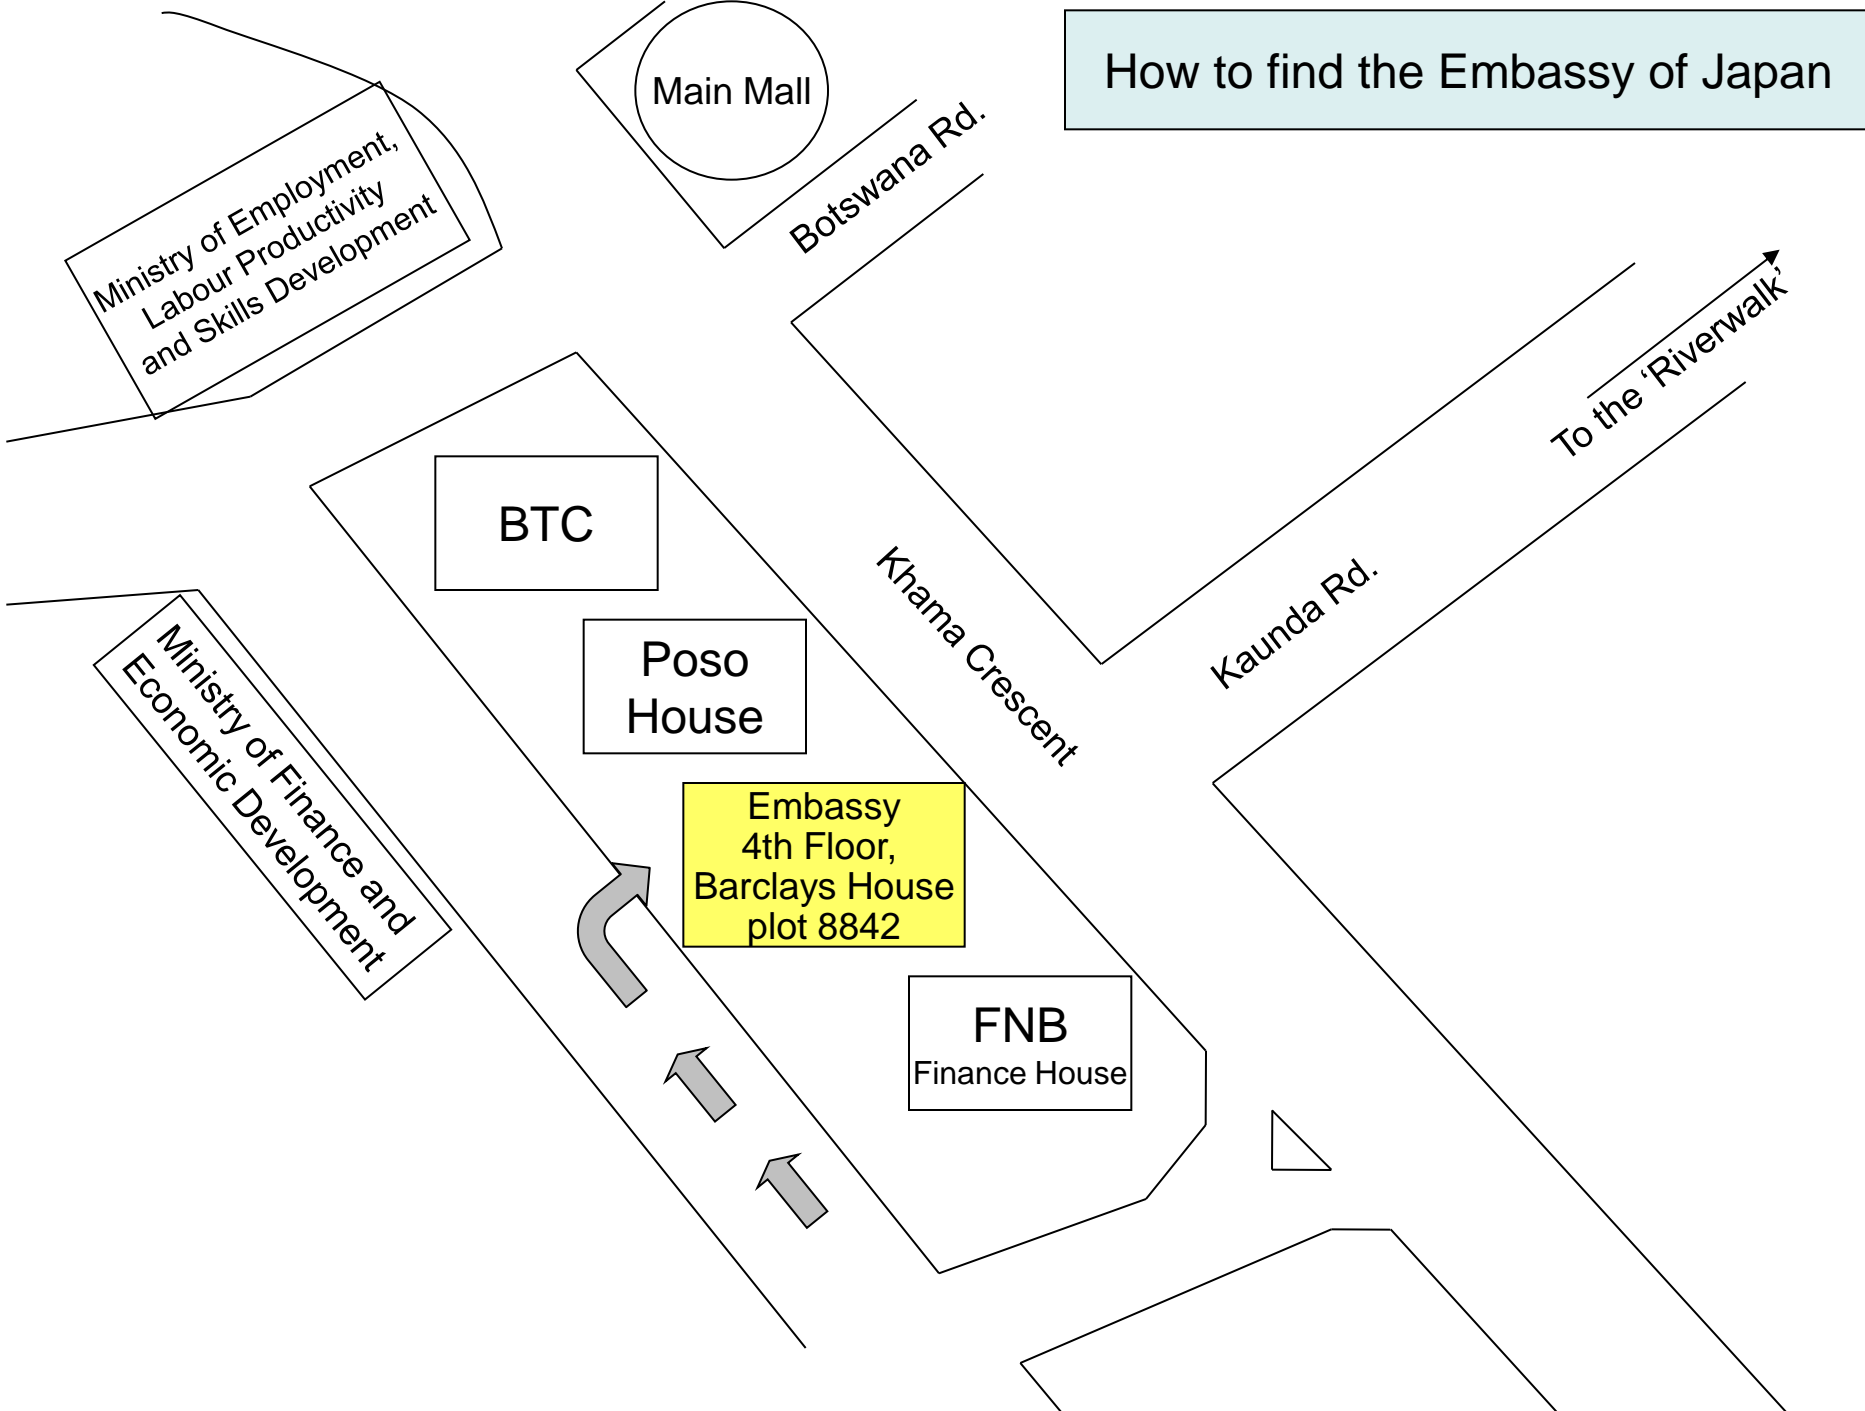 How to find the Embassy of Japan
Main Mall
Botswana Rd.
Ministry of Employment,
Labour Productivity
and Skills Development
To the ‘Riverwalk’
BTC
Khama Crescent
Kaunda Rd.
Poso
House
Ministry of Finance and
Economic Development
Embassy
4th Floor,
Barclays House
plot 8842
FNB
Finance House